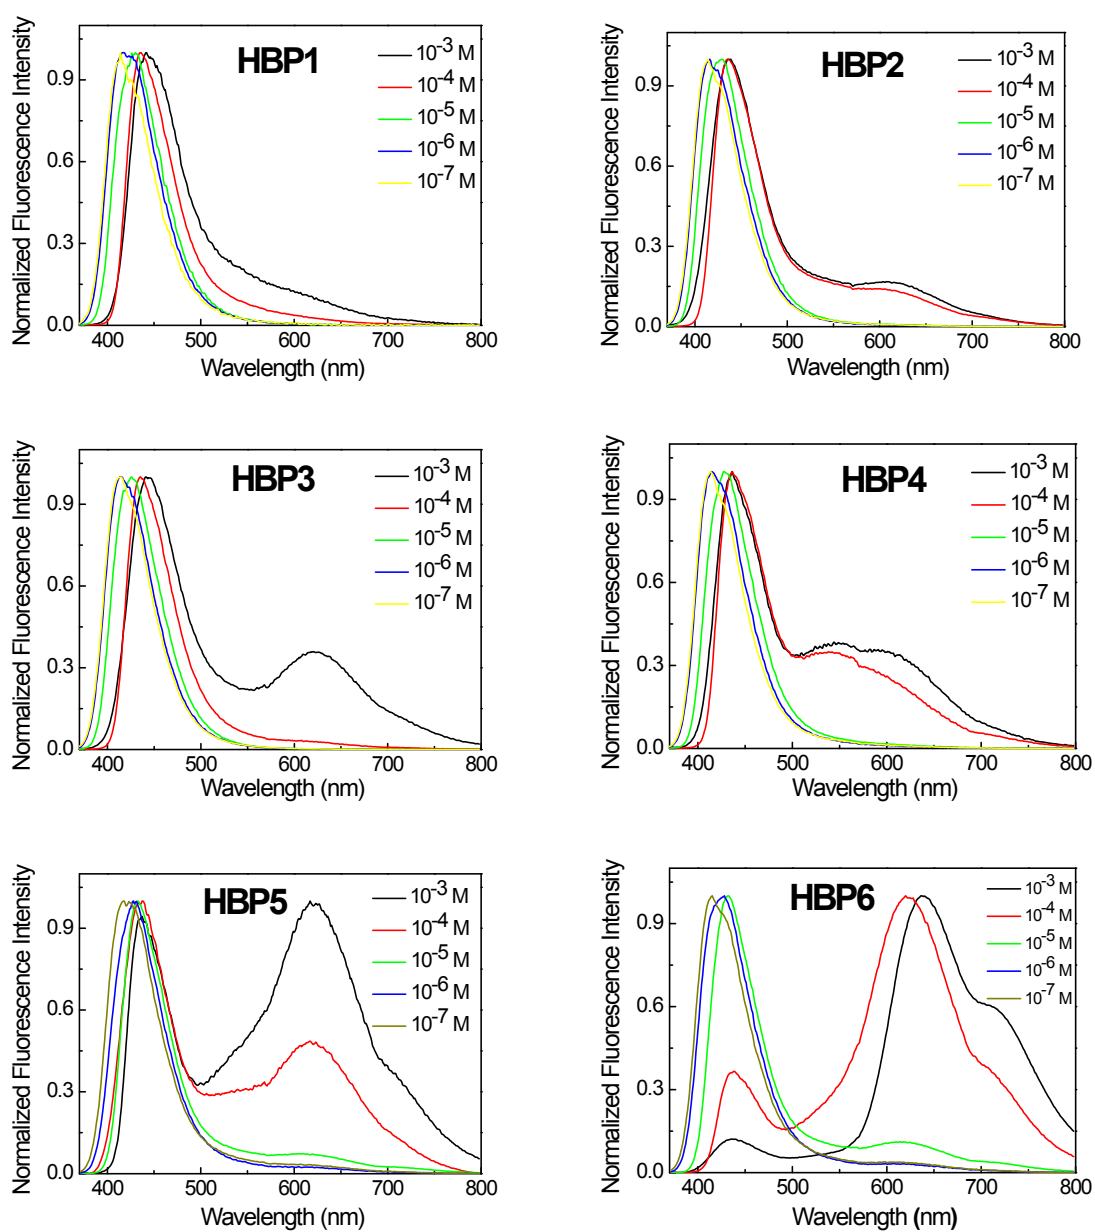 HBP1
10⁻³ M
10⁻⁴ M
10⁻⁵ M
10⁻⁶ M
10⁻⁷ M
Normalized Fluorescence Intensity
0.9
0.6
0.3
0.0
400 500 600 700 800
Wavelength (nm)
HBP2
10⁻³ M
10⁻⁴ M
10⁻⁵ M
10⁻⁶ M
10⁻⁷ M
Normalized Fluorescence Intensity
0.9
0.6
0.3
0.0
400 500 600 700 800
Wavelength (nm)
HBP3
10⁻³ M
10⁻⁴ M
10⁻⁵ M
10⁻⁶ M
10⁻⁷ M
Normalized Fluorescence Intensity
0.9
0.6
0.3
0.0
400 500 600 700 800
Wavelength (nm)
HBP4
10⁻³ M
10⁻⁴ M
10⁻⁵ M
10⁻⁶ M
10⁻⁷ M
Normalized Fluorescence Intensity
0.9
0.6
0.3
0.0
400 500 600 700 800
Wavelength (nm)
HBP5
10⁻³ M
10⁻⁴ M
10⁻⁵ M
10⁻⁶ M
10⁻⁷ M
Normalized Fluorescence Intensity
0.9
0.6
0.3
0.0
400 500 600 700 800
Wavelength (nm)
HBP6
10⁻³ M
10⁻⁴ M
10⁻⁵ M
10⁻⁶ M
10⁻⁷ M
Normalized Fluorescence Intensity
0.9
0.6
0.3
0.0
400 500 600 700 800
Wavelength (nm)